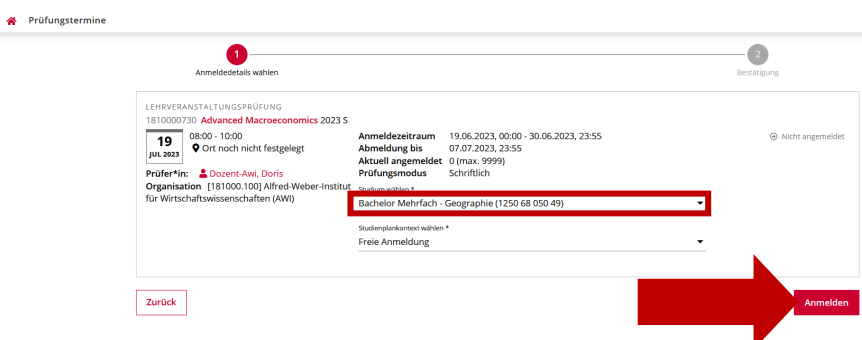 Prüfungstermine
1
2
Anmeldedetails wählen
Bestätigung
LEHRVERANSTALTUNGSPRÜFUNG
1810000730 Advanced Macroeconomics 2023 S
19
JUL 2023
08:00 - 10:00
Ort noch nicht festgelegt
Prüfer*in: Dozent-Awi, Doris
Organisation [181000.100] Alfred-Weber-Institut
für Wirtschaftswissenschaften (AWI)
Anmeldezeitraum 19.06.2023, 00:00 - 30.06.2023, 23:55
Abmeldung bis 07.07.2023, 23:55
Aktuell angemeldet 0 (max. 9999)
Prüfungsmodus Schriftlich
Nicht angemeldet
Studium wählen *
Bachelor Mehrfach - Geographie (1250 68 050 49)
Studienplankontext wählen *
Freie Anmeldung
Zurück
Anmelden